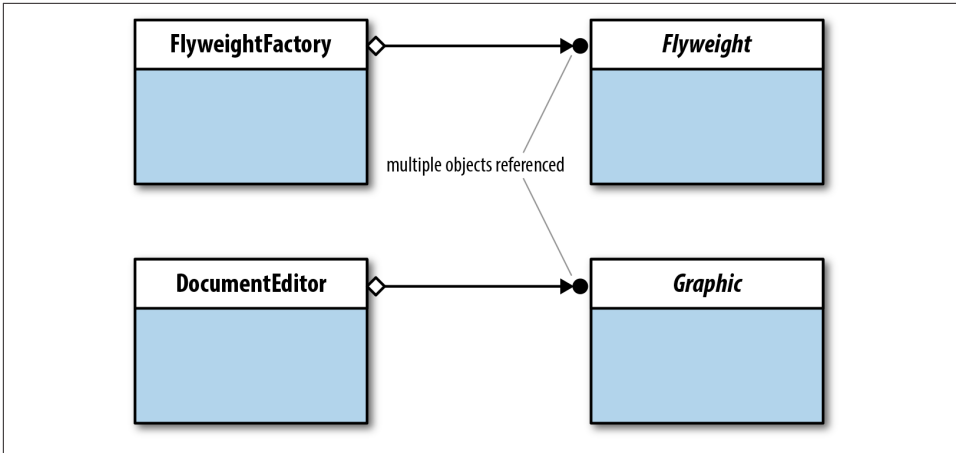 FlyweightFactory
Flyweight
multiple objects referenced
DocumentEditor
Graphic